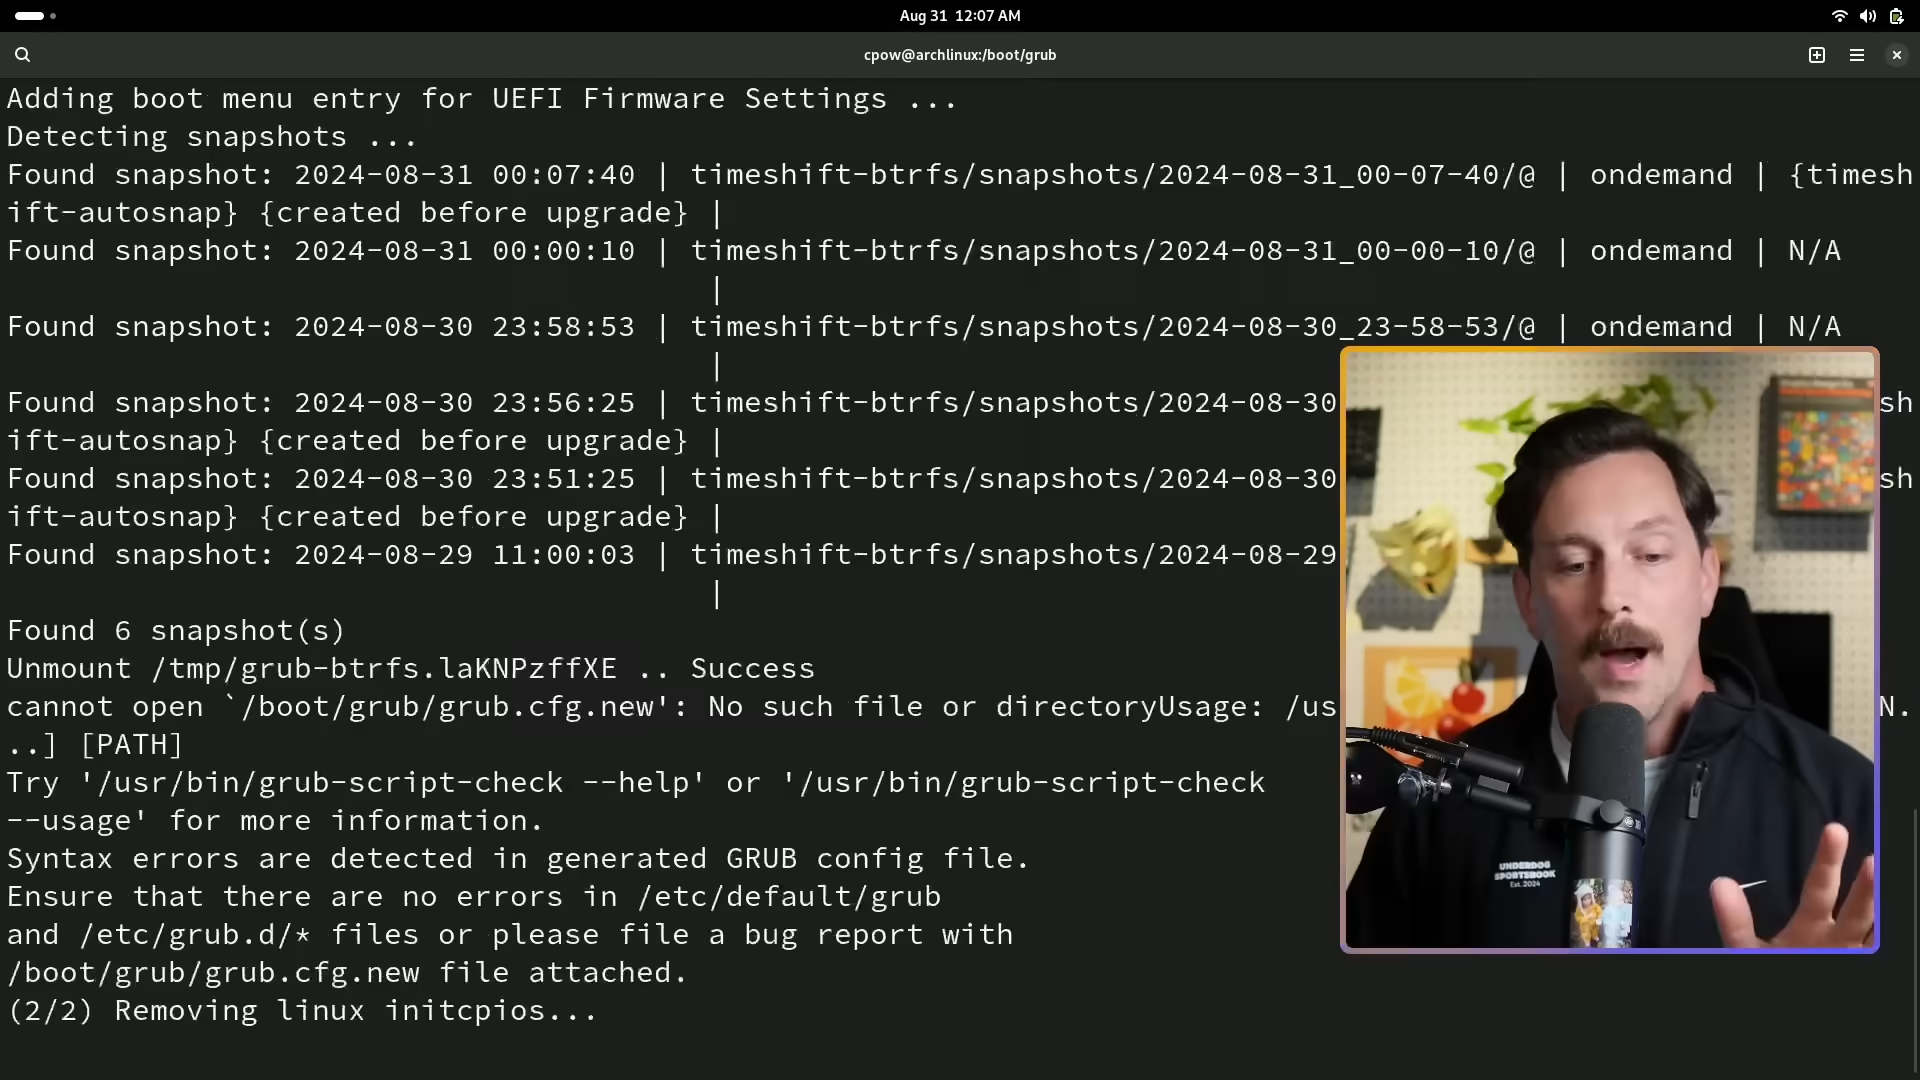 Aug 31 12:07 AM
cpow@archlinux:/boot/grub
Adding boot menu entry for UEFI Firmware Settings ...
Detecting snapshots ...
Found snapshot: 2024-08-31 00:07:40 | timeshift-btrfs/snapshots/2024-08-31_00-07-40/@ | ondemand | {timesh
ift-autosnap} {created before upgrade} |
Found snapshot: 2024-08-31 00:00:10 | timeshift-btrfs/snapshots/2024-08-31_00-00-10/@ | ondemand | N/A
|
Found snapshot: 2024-08-30 23:58:53 | timeshift-btrfs/snapshots/2024-08-30_23-58-53/@ | ondemand | N/A
|
Found snapshot: 2024-08-30 23:56:25 | timeshift-btrfs/snapshots/2024-08-30 sh
ift-autosnap} {created before upgrade} |
Found snapshot: 2024-08-30 23:51:25 | timeshift-btrfs/snapshots/2024-08-30 sh
ift-autosnap} {created before upgrade} |
Found snapshot: 2024-08-29 11:00:03 | timeshift-btrfs/snapshots/2024-08-29
|
Found 6 snapshot(s)
Unmount /tmp/grub-btrfs.laKNPzffXE .. Success
cannot open `/boot/grub/grub.cfg.new': No such file or directoryUsage: /us N.
..] [PATH]
Try '/usr/bin/grub-script-check --help' or '/usr/bin/grub-script-check
--usage' for more information.
Syntax errors are detected in generated GRUB config file.
Ensure that there are no errors in /etc/default/grub
and /etc/grub.d/* files or please file a bug report with
/boot/grub/grub.cfg.new file attached.
(2/2) Removing linux initcpios...
UNDERDOG
SPORTSBOOK
Est. 2024